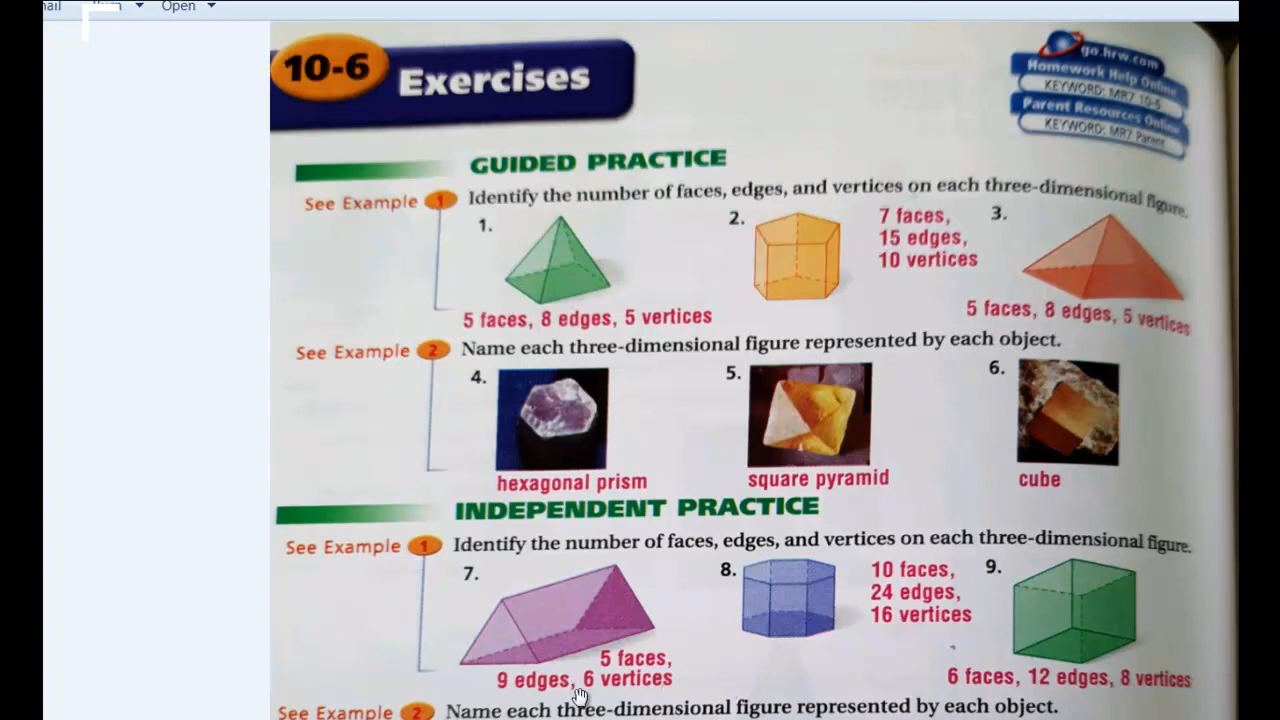 Open
10-6 Exercises
go.hrw.com
Homework Help Online
KEYWORD: MR7 10-6
Parent Resources Online
KEYWORD: MR7 Parent
GUIDED PRACTICE
See Example 1 Identify the number of faces, edges, and vertices on each three-dimensional figure.
1.
5 faces, 8 edges, 5 vertices
2.
7 faces,
15 edges,
10 vertices
3.
5 faces, 8 edges, 5 vertices
See Example 2 Name each three-dimensional figure represented by each object.
4.
hexagonal prism
5.
square pyramid
6.
cube
INDEPENDENT PRACTICE
See Example 1 Identify the number of faces, edges, and vertices on each three-dimensional figure.
7.
5 faces,
9 edges, 6 vertices
8.
10 faces,
24 edges,
16 vertices
9.
6 faces, 12 edges, 8 vertices
See Example 2 Name each three-dimensional figure represented by each object.